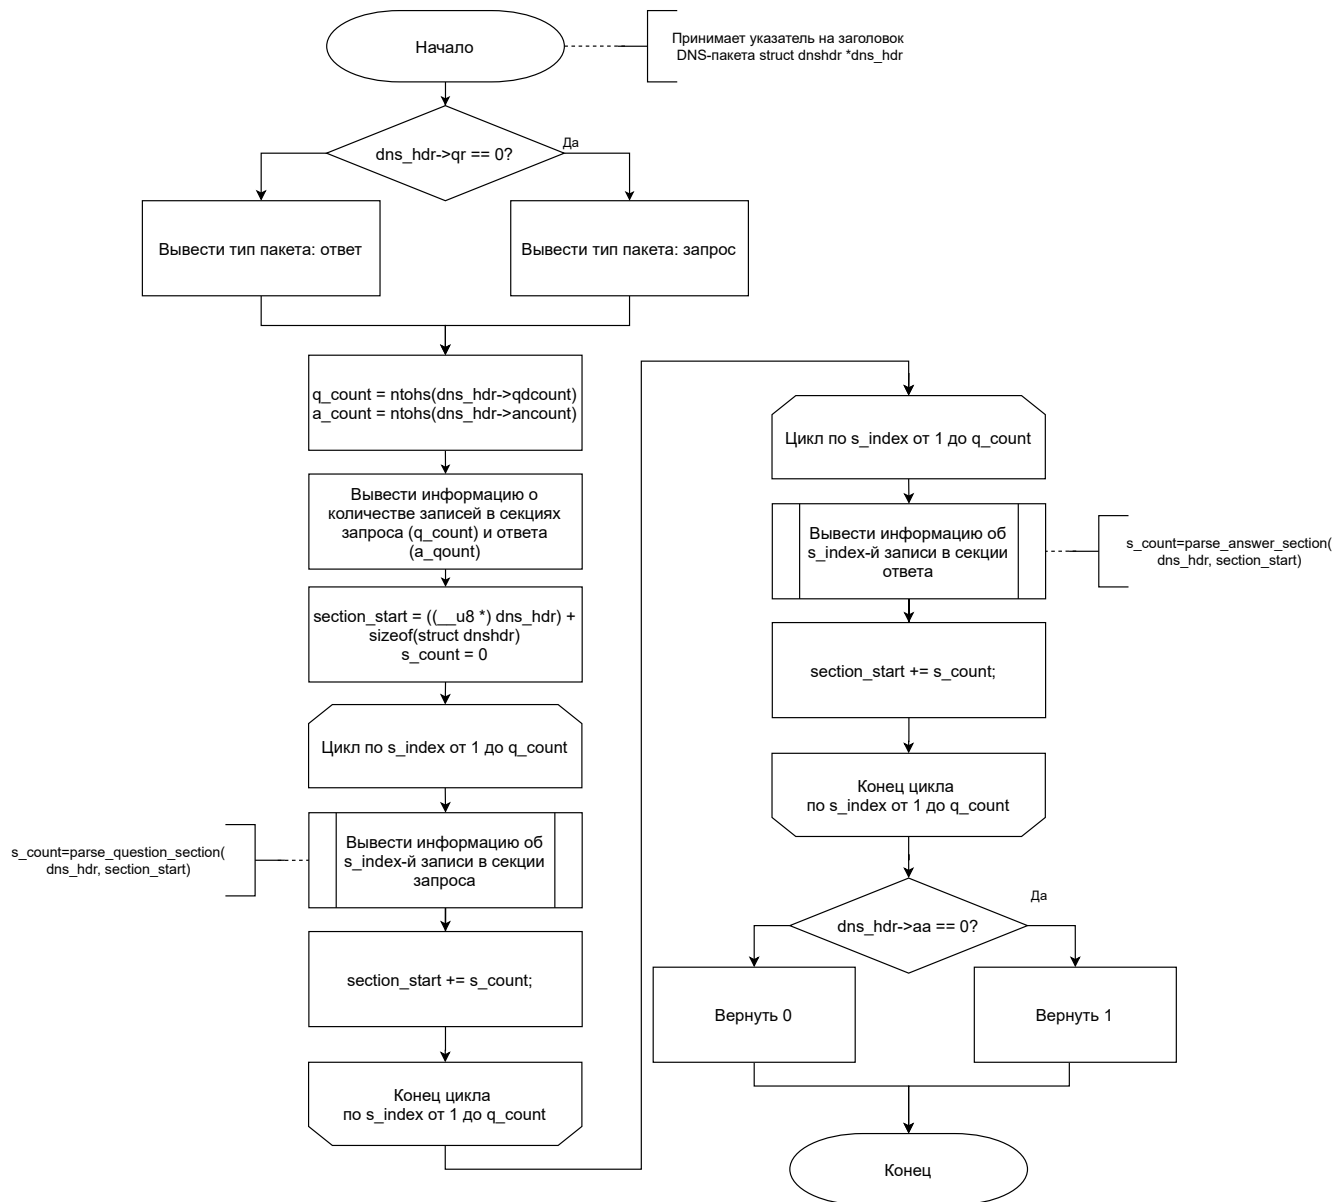 Начало
Принимает указатель на заголовок
DNS-пакета struct dnshdr *dns_hdr
dns_hdr->qr == 0?
Да
Вывести тип пакета: ответ
Вывести тип пакета: запрос
q_count = ntohs(dns_hdr->qdcount)
a_count = ntohs(dns_hdr->ancount)
Вывести информацию о
количестве записей в секциях
запроса (q_count) и ответа
(a_qount)
section_start = ((__u8 *) dns_hdr) +
sizeof(struct dnshdr)
s_count = 0
Цикл по s_index от 1 до q_count
Вывести информацию об
s_index-й записи в секции
запроса
s_count=parse_question_section(
dns_hdr, section_start)
section_start += s_count;
Конец цикла
по s_index от 1 до q_count
Цикл по s_index от 1 до q_count
Вывести информацию об
s_index-й записи в секции
ответа
s_count=parse_answer_section(
dns_hdr, section_start)
section_start += s_count;
Конец цикла
по s_index от 1 до q_count
dns_hdr->aa == 0?
Да
Вернуть 0
Вернуть 1
Конец